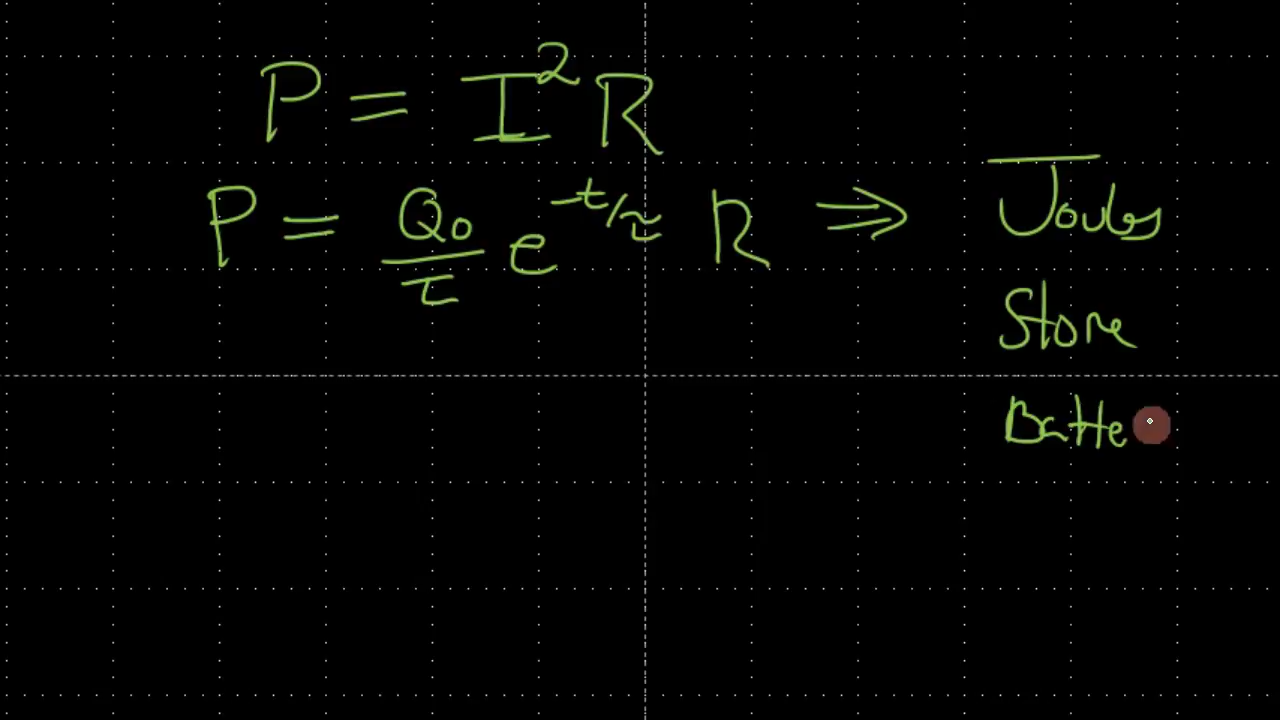 P = I²R
P = Q₀/τ e^(-t/τ) R ⇒ Joules
Store
Batte